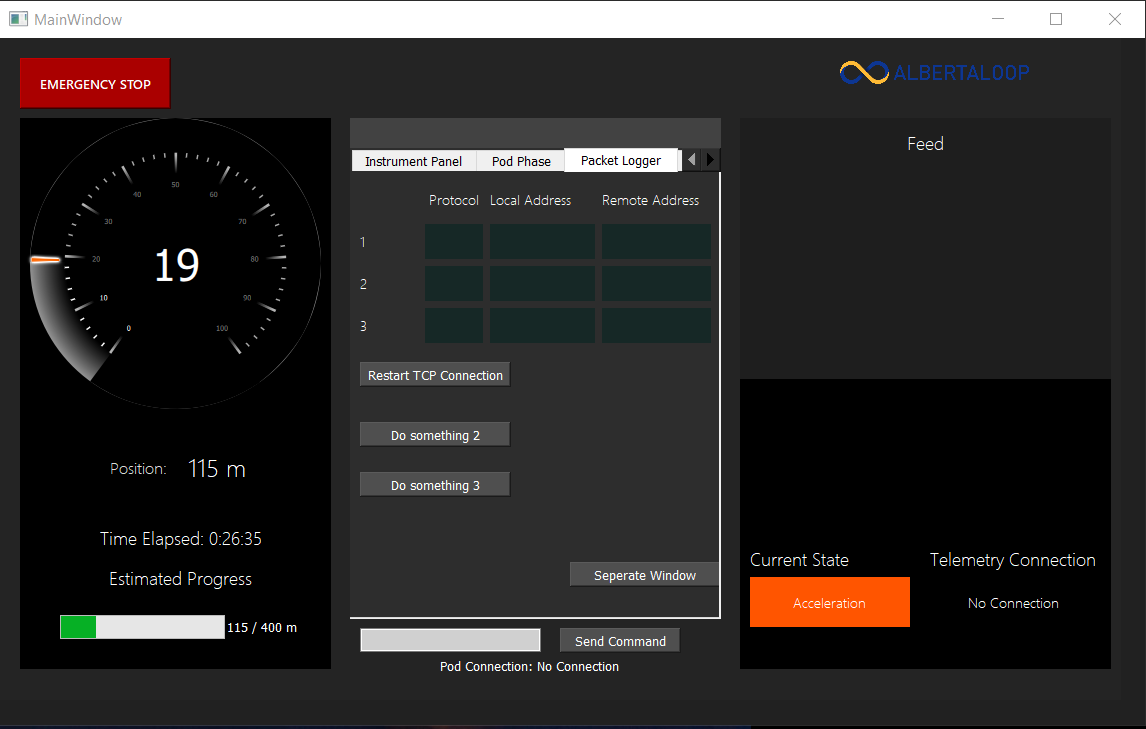 MainWindow
EMERGENCY STOP
ALBERTALOOP
0
10
20
30
40
50
60
70
80
90
100
19
Position: 115 m
Time Elapsed: 0:26:35
Estimated Progress
115 / 400 m
Instrument Panel Pod Phase Packet Logger
Protocol Local Address Remote Address
1
2
3
Restart TCP Connection
Do something 2
Do something 3
Seperate Window
Send Command
Pod Connection: No Connection
Feed
Current State Telemetry Connection
Acceleration No Connection